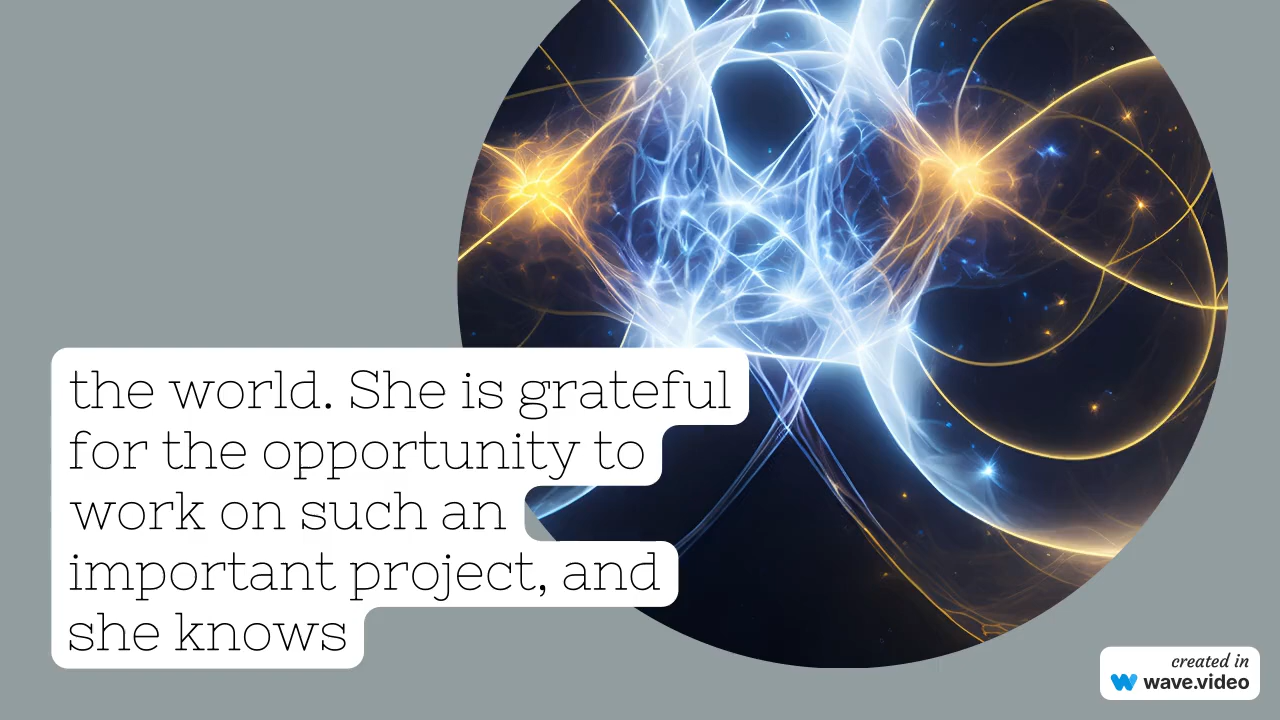 the world. She is grateful
for the opportunity to
work on such an
important project, and
she knows
created in
wave.video